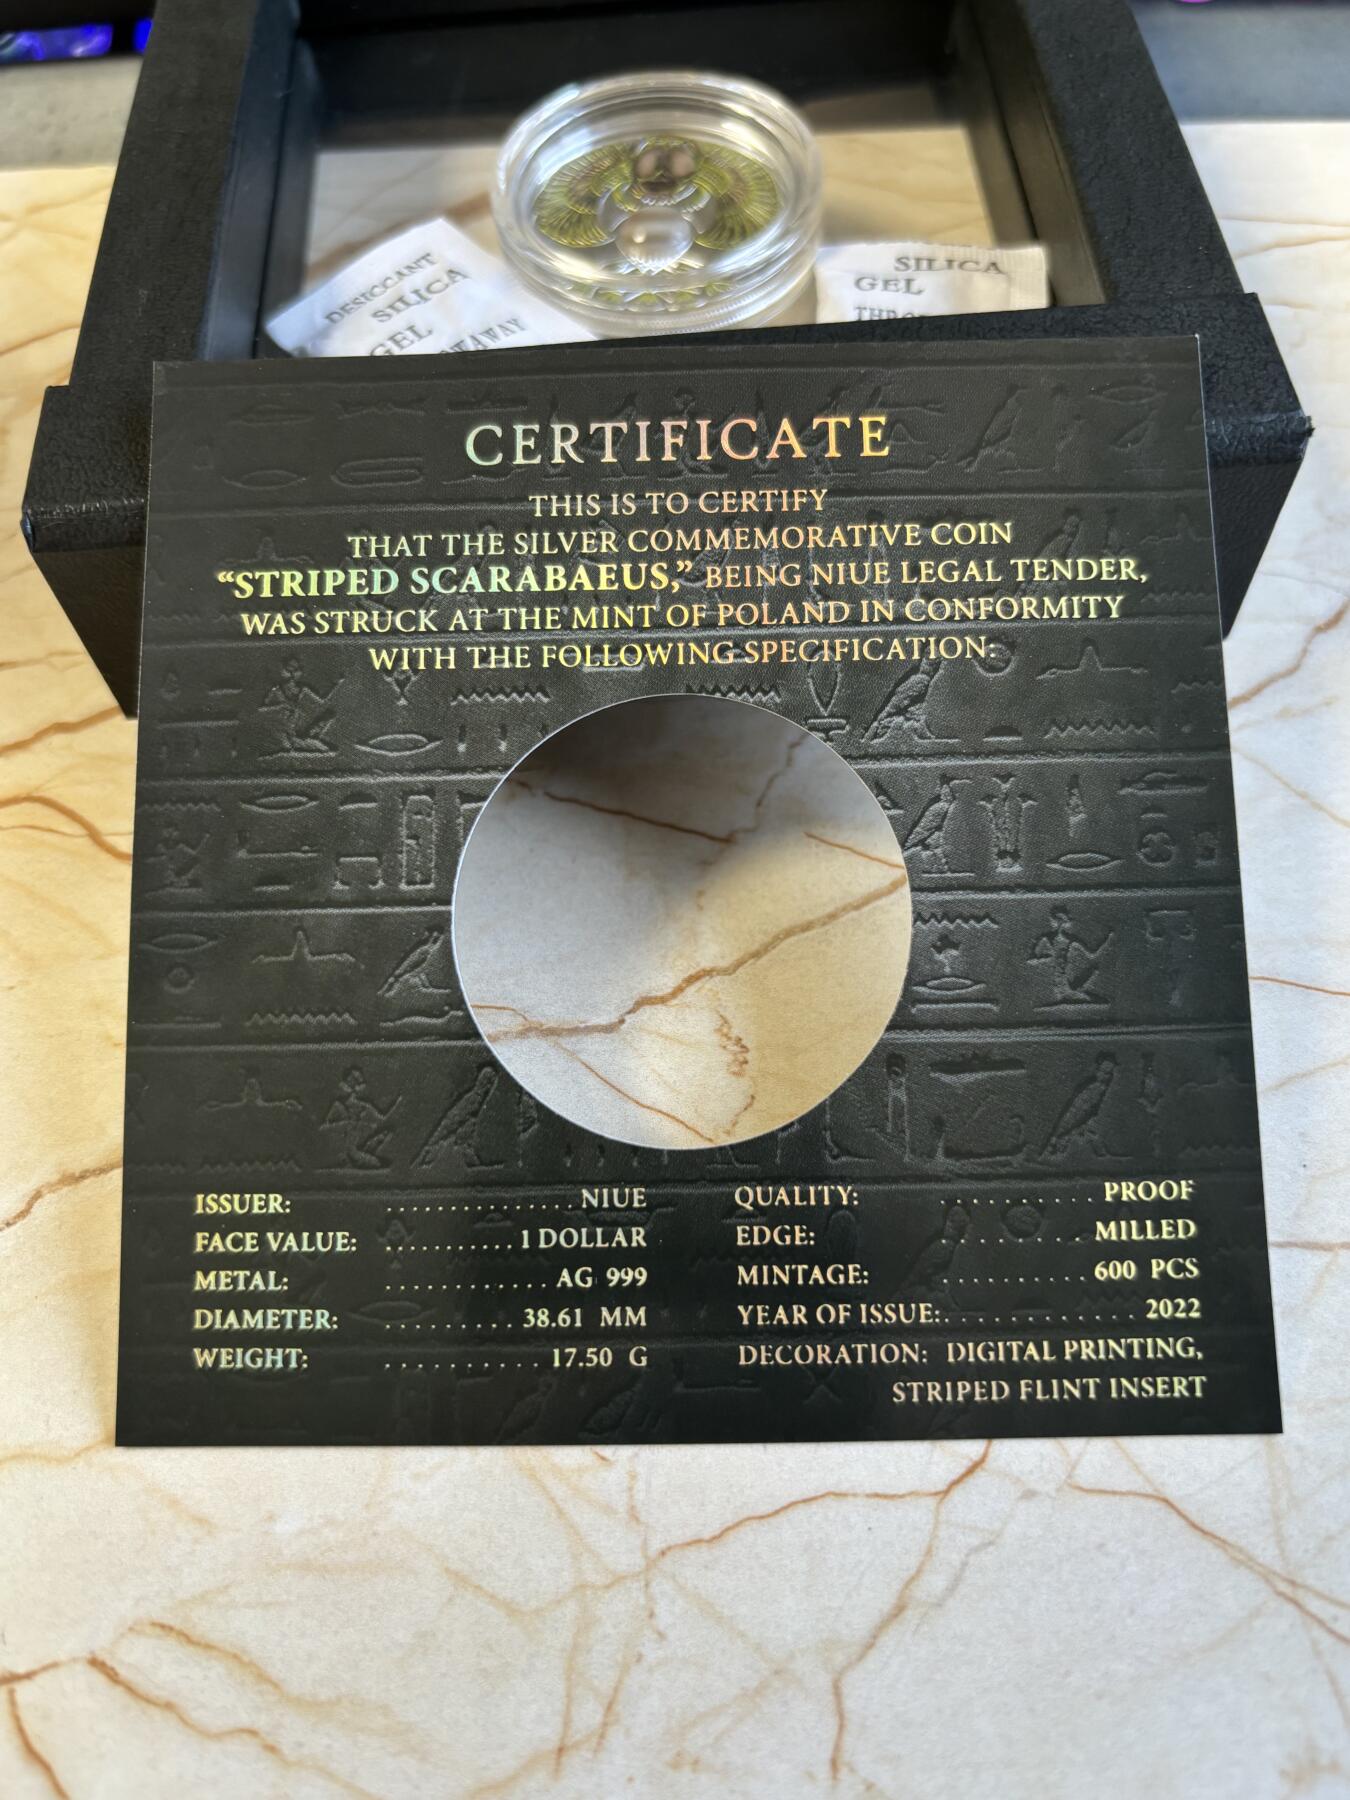 DESICCANT
SILICA
GEL
SILICA
GEL
CERTIFICATE
THIS IS TO CERTIFY
THAT THE SILVER COMMEMORATIVE COIN
“STRIPED SCARABAEUS,” BEING NIUE LEGAL TENDER,
WAS STRUCK AT THE MINT OF POLAND IN CONFORMITY
WITH THE FOLLOWING SPECIFICATION:
ISSUER: ............... NIUE
FACE VALUE: .......... 1 DOLLAR
METAL: ............. AG 999
DIAMETER: .......... 38.61 MM
WEIGHT: ............ 17.50 G
QUALITY: .......... PROOF
EDGE: .......... MILLED
MINTAGE: .......... 600 PCS
YEAR OF ISSUE: ............ 2022
DECORATION: DIGITAL PRINTING,
STRIPED FLINT INSERT